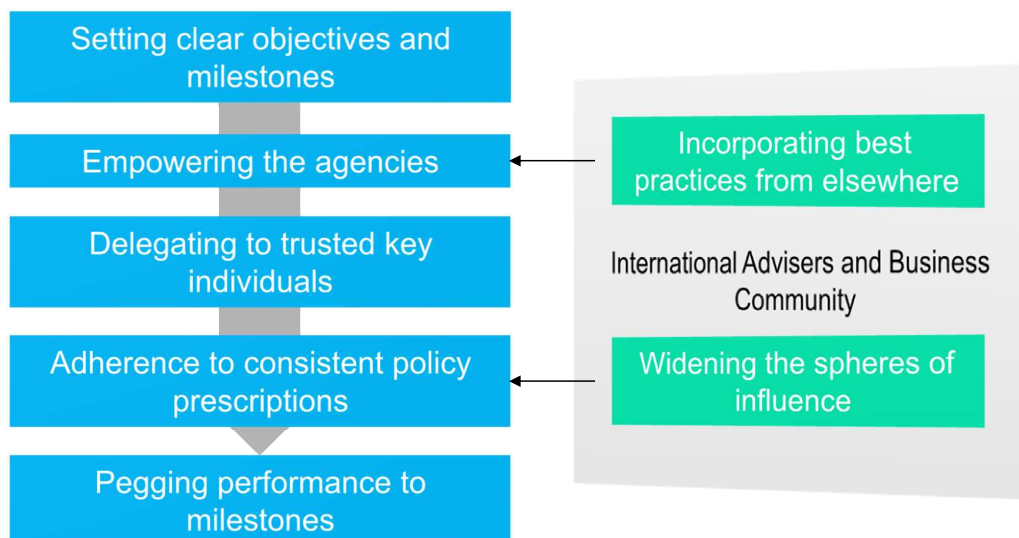 Setting clear objectives and
milestones
Empowering the agencies
Delegating to trusted key
individuals
Adherence to consistent policy
prescriptions
Pegging performance to
milestones
Incorporating best
practices from elsewhere
International Advisers and Business
Community
Widening the spheres of
influence